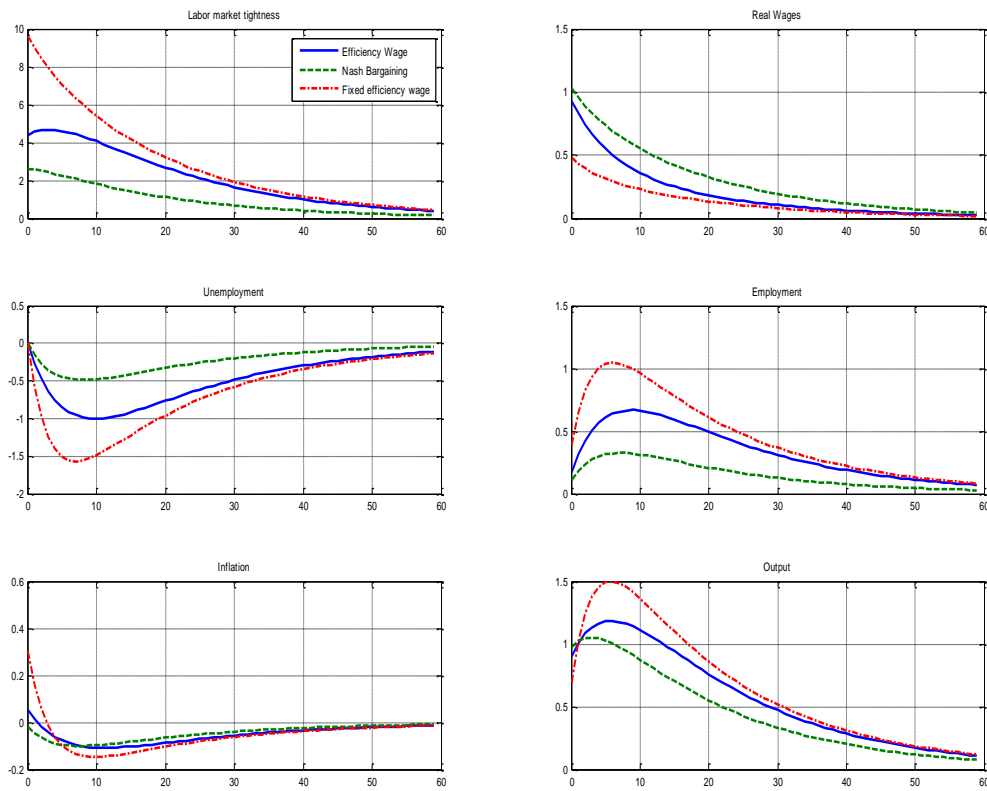 Labor market tightness
10
8
6
4
2
0
0 10 20 30 40 50 60
Efficiency Wage
Nash Bargaining
Fixed efficiency wage
Real Wages
1.5
1
0.5
0
0 10 20 30 40 50 60
Unemployment
0.5
0
-0.5
-1
-1.5
-2
0 10 20 30 40 50 60
Employment
1.5
1
0.5
0
0 10 20 30 40 50 60
Inflation
0.6
0.4
0.2
0
-0.2
0 10 20 30 40 50 60
Output
1.5
1
0.5
0
0 10 20 30 40 50 60